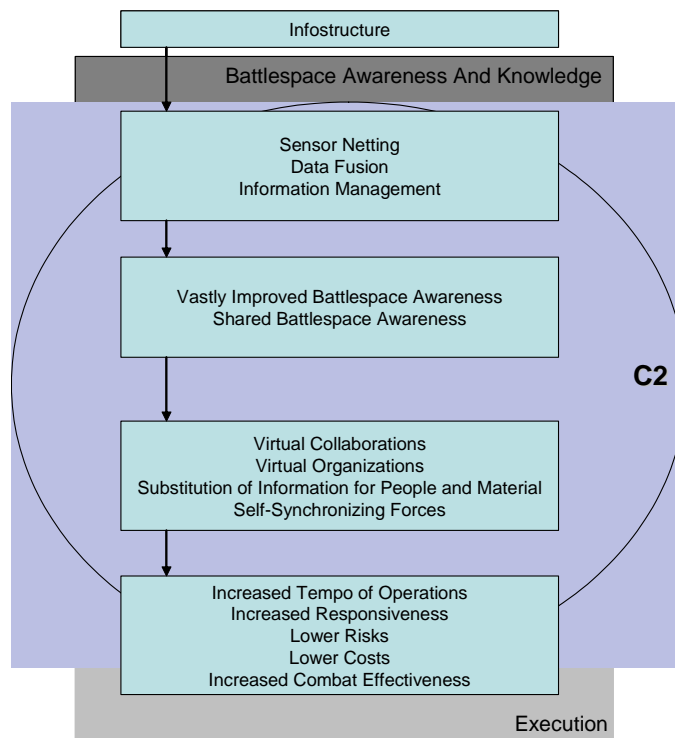 Infostructure
Battlespace Awareness And Knowledge
Sensor Netting
Data Fusion
Information Management
Vastly Improved Battlespace Awareness
Shared Battlespace Awareness
C2
Virtual Collaborations
Virtual Organizations
Substitution of Information for People and Material
Self-Synchronizing Forces
Increased Tempo of Operations
Increased Responsiveness
Lower Risks
Lower Costs
Increased Combat Effectiveness
Execution